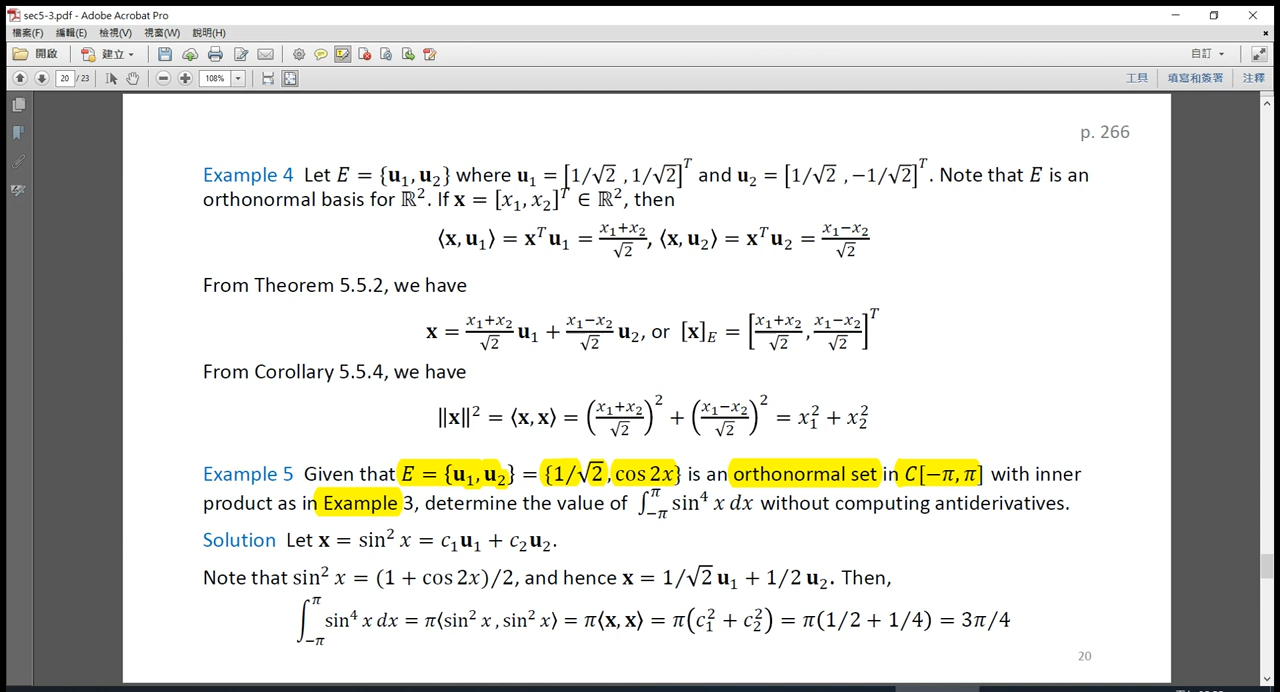 sec5-3.pdf - Adobe Acrobat Pro
檔案(F) 編輯(E) 檢視(V) 視窗(W) 說明(H)
開啟 建立 自訂
20 / 23 108% 工具 填寫和簽署 注釋
p. 266
Example 4 Let E = {u₁, u₂} where u₁ = [1/√2 , 1/√2]ᵀ and u₂ = [1/√2 , −1/√2]ᵀ. Note that E is an
orthonormal basis for ℝ². If x = [x₁, x₂]ᵀ ∈ ℝ², then
⟨x, u₁⟩ = xᵀu₁ = (x₁+x₂)/√2, ⟨x, u₂⟩ = xᵀu₂ = (x₁−x₂)/√2
From Theorem 5.5.2, we have
x = (x₁+x₂)/√2 u₁ + (x₁−x₂)/√2 u₂, or [x]_E = [(x₁+x₂)/√2 , (x₁−x₂)/√2]ᵀ
From Corollary 5.5.4, we have
‖x‖² = ⟨x, x⟩ = ((x₁+x₂)/√2)² + ((x₁−x₂)/√2)² = x₁² + x₂²
Example 5 Given that E = {u₁, u₂} = {1/√2, cos 2x} is an orthonormal set in C[−π, π] with inner
product as in Example 3, determine the value of ∫_{−π}^{π} sin⁴ x dx without computing antiderivatives.
Solution Let x = sin² x = c₁u₁ + c₂u₂.
Note that sin² x = (1 + cos 2x)/2, and hence x = 1/√2 u₁ + 1/2 u₂. Then,
∫_{−π}^{π} sin⁴ x dx = π⟨sin² x , sin² x⟩ = π⟨x, x⟩ = π(c₁² + c₂²) = π(1/2 + 1/4) = 3π/4
20